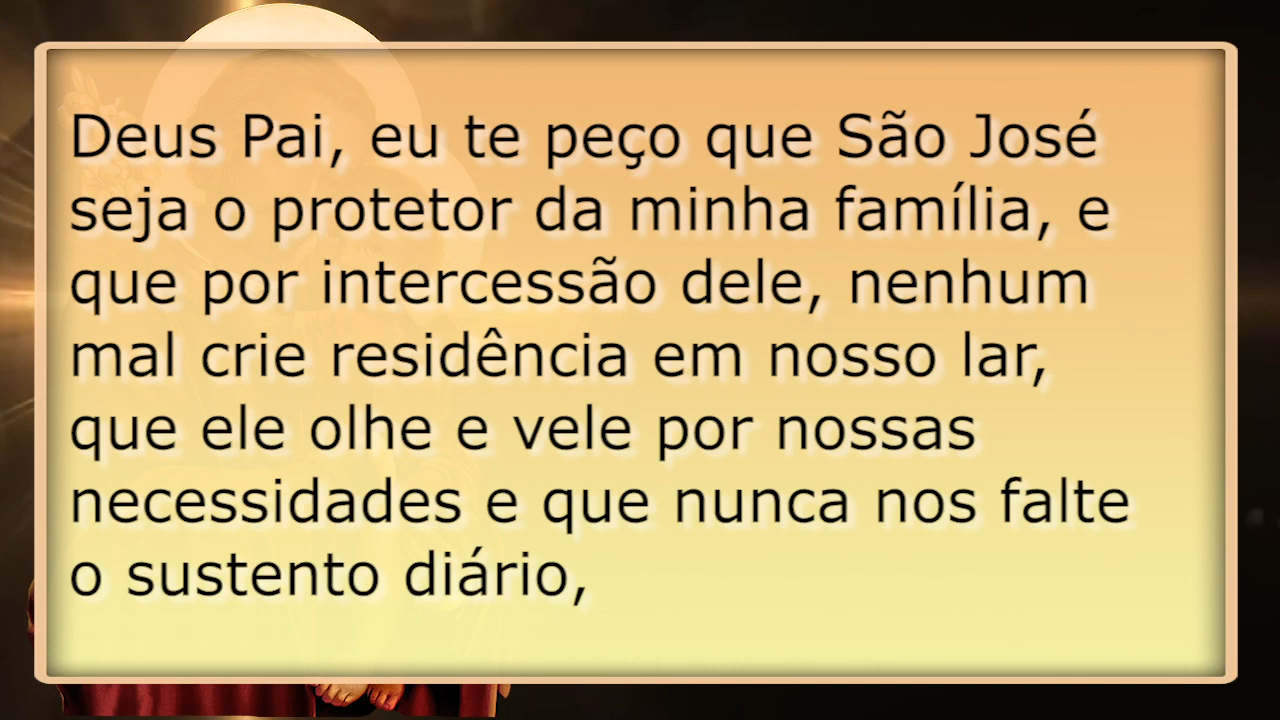 Deus Pai, eu te peço que São José
seja o protetor da minha família, e
que por intercessão dele, nenhum
mal crie residência em nosso lar,
que ele olhe e vele por nossas
necessidades e que nunca nos falte
o sustento diário,